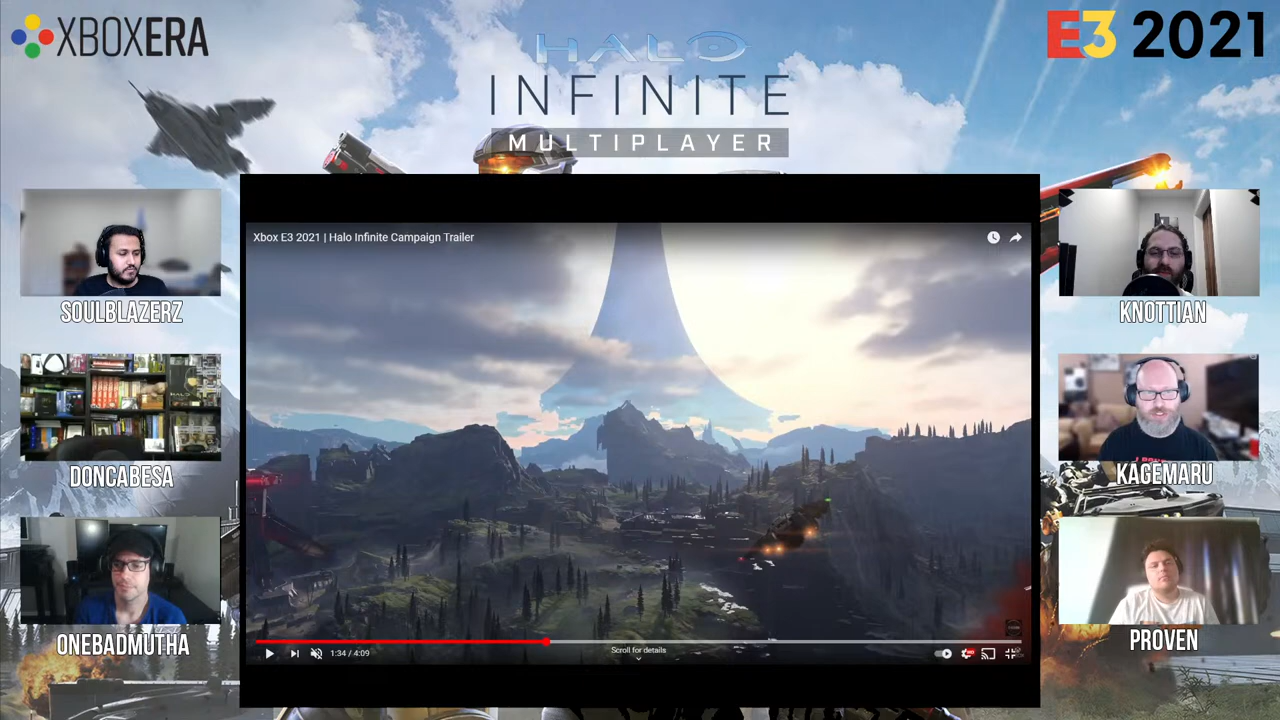 XBOXERA
E3 2021
HALO
INFINITE
MULTIPLAYER
Xbox E3 2021 | Halo Infinite Campaign Trailer
SOULBLAZERZ
KNOTTIAN
DONCABESA
KAGEMARU
ONEBADMUTHA
PROVEN
Scroll for details
1:34 / 4:09